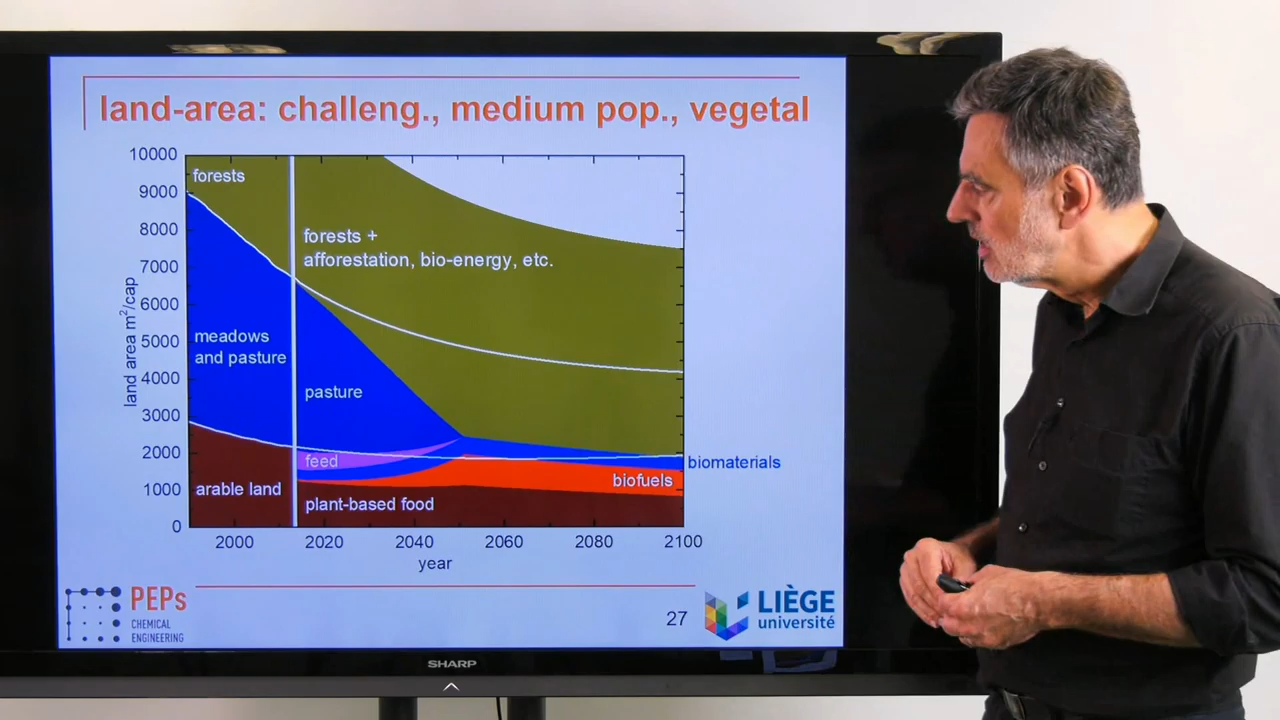 land-area: challeng., medium pop., vegetal
10000
9000
8000
7000
6000
5000
4000
3000
2000
1000
0
land area m²/cap
forests
forests +
afforestation, bio-energy, etc.
meadows
and pasture
pasture
feed
arable land
plant-based food
biofuels
biomaterials
2000
2020
2040
2060
2080
2100
year
PEPs
CHEMICAL
ENGINEERING
27
LIÈGE
université
SHARP